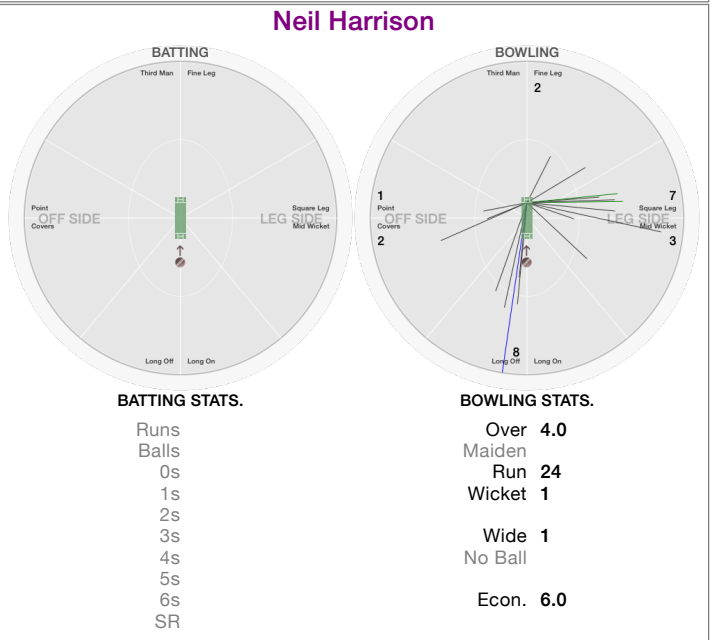 Neil Harrison
BATTING
Third Man Fine Leg
Point
OFF SIDE
Covers
Square Leg
LEG SIDE
Mid Wicket
Long Off Long On
BOWLING
Third Man Fine Leg
2
1
Point
OFF SIDE
Covers
2
7
Square Leg
LEG SIDE
Mid Wicket
3
8
Long Off Long On
BATTING STATS.
Runs
Balls
0s
1s
2s
3s
4s
5s
6s
SR
BOWLING STATS.
Over 4.0
Maiden
Run 24
Wicket 1
Wide 1
No Ball
Econ. 6.0